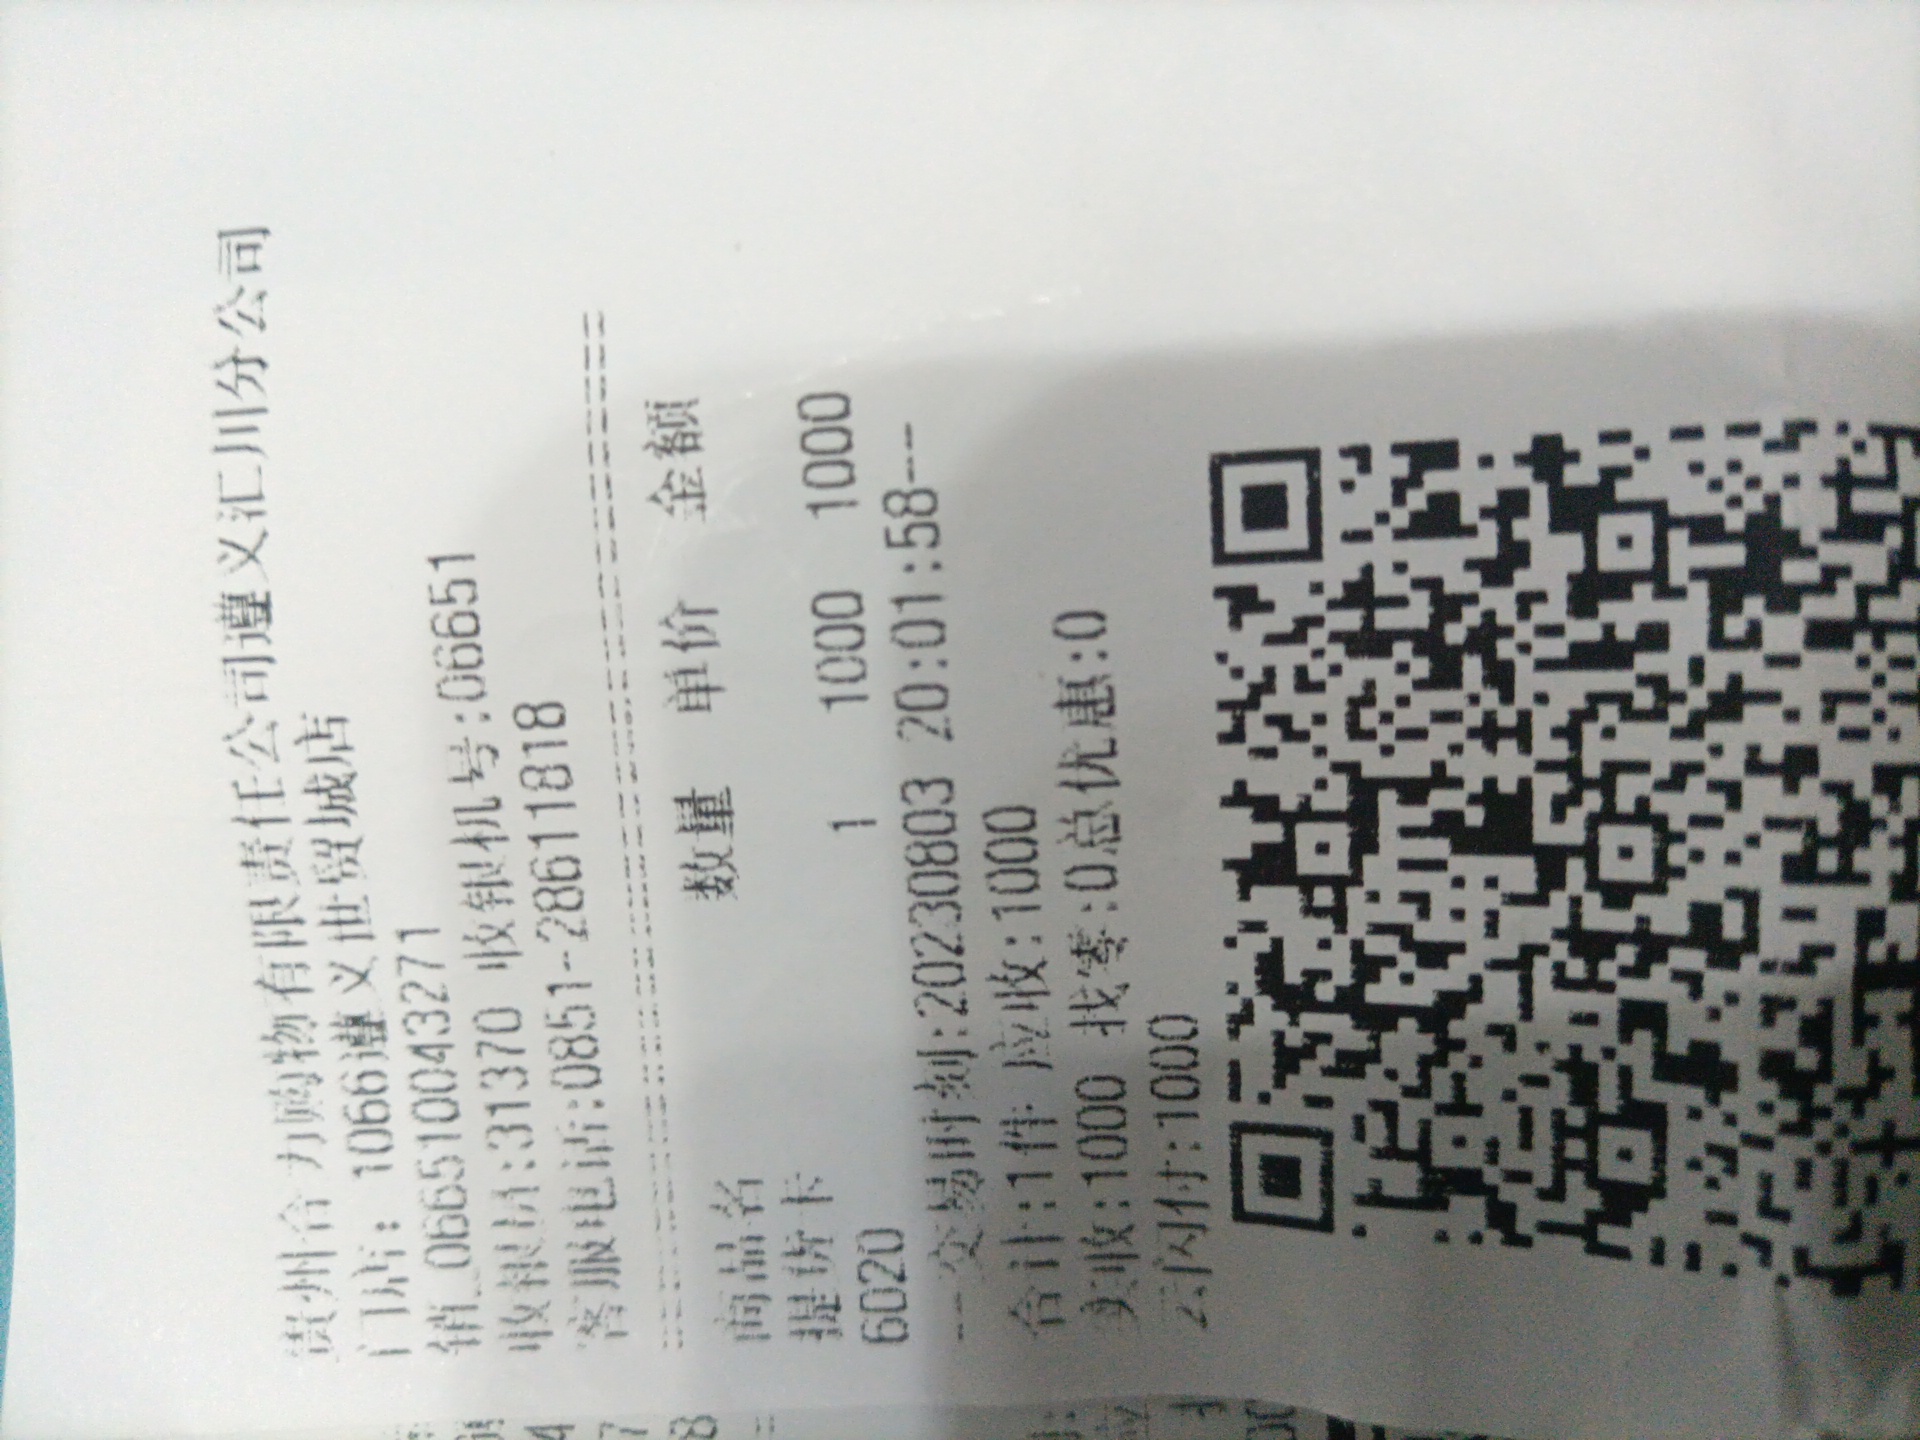 贵州合力购物有限责任公司遵义汇川分公司
门店： 1066遵义世贸城店
销_066510043271
收银员:31370 收银机号:06651
客服电话:0851-28611818
商品名 数量 单价 金额
提货卡
6020 1 1000 1000
---交易时刻:20230803 20:01:58--
合计:1件 应收:1000
实收:1000 找零:0总优惠:0
云闪付:1000